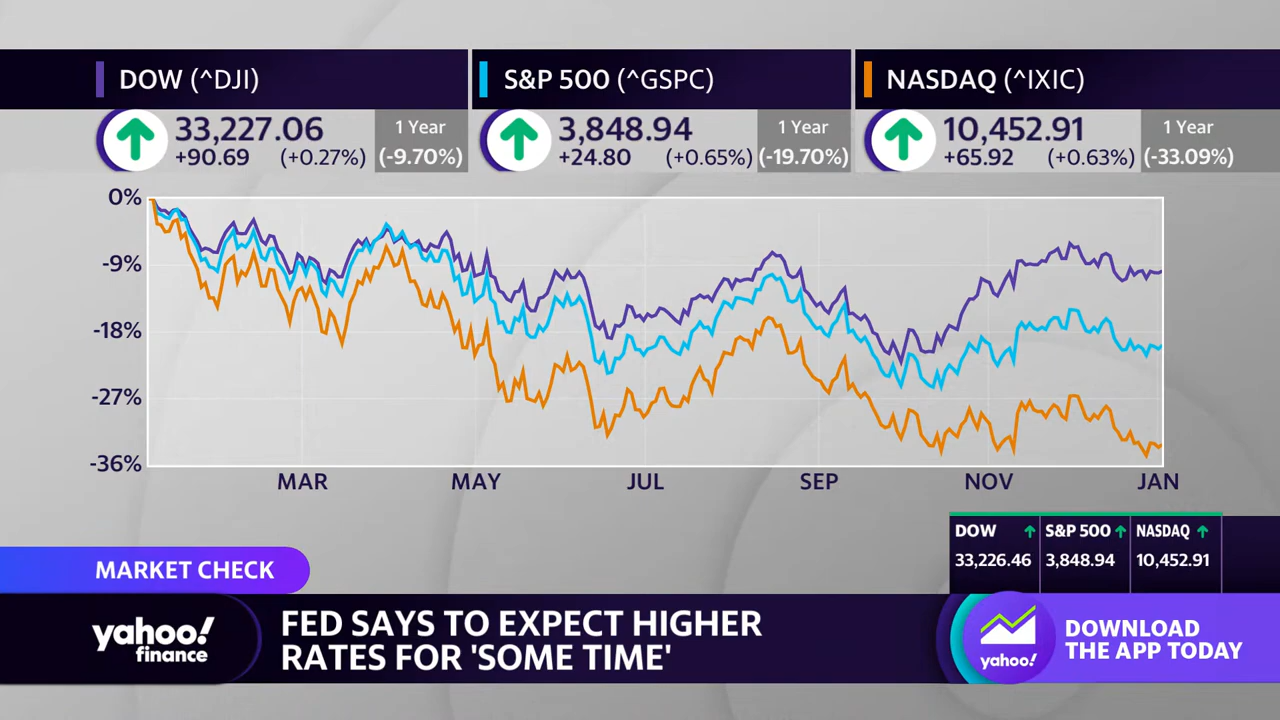 DOW (^DJI)
S&P 500 (^GSPC)
NASDAQ (^IXIC)
33,227.06
+90.69 (+0.27%)
1 Year
(-9.70%)
3,848.94
+24.80 (+0.65%)
1 Year
(-19.70%)
10,452.91
+65.92 (+0.63%)
1 Year
(-33.09%)
0%
-9%
-18%
-27%
-36%
MAR MAY JUL SEP NOV JAN
DOW S&P 500 NASDAQ
33,226.46 3,848.94 10,452.91
MARKET CHECK
yahoo!
finance
FED SAYS TO EXPECT HIGHER
RATES FOR 'SOME TIME'
yahoo!
DOWNLOAD
THE APP TODAY